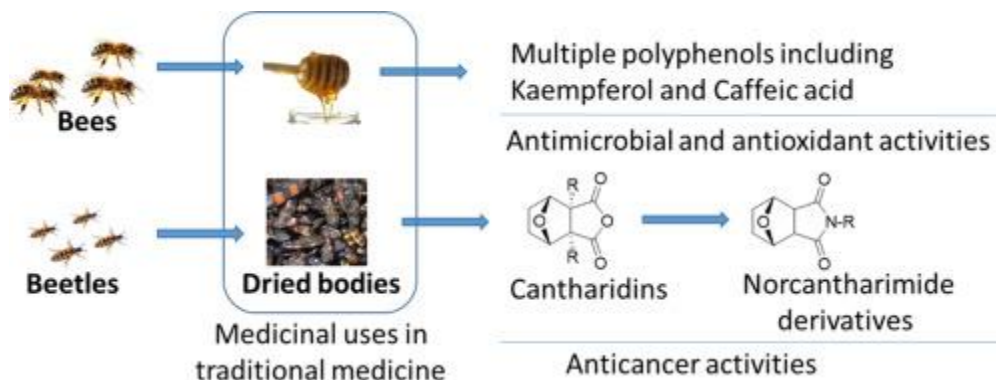 Bees
Multiple polyphenols including
Kaempferol and Caffeic acid
Antimicrobial and antioxidant activities
Beetles
Dried bodies
R
O
O
O
O
R
Cantharidins
O
O
N-R
O
Norcantharimide
derivatives
Medicinal uses in
traditional medicine
Anticancer activities